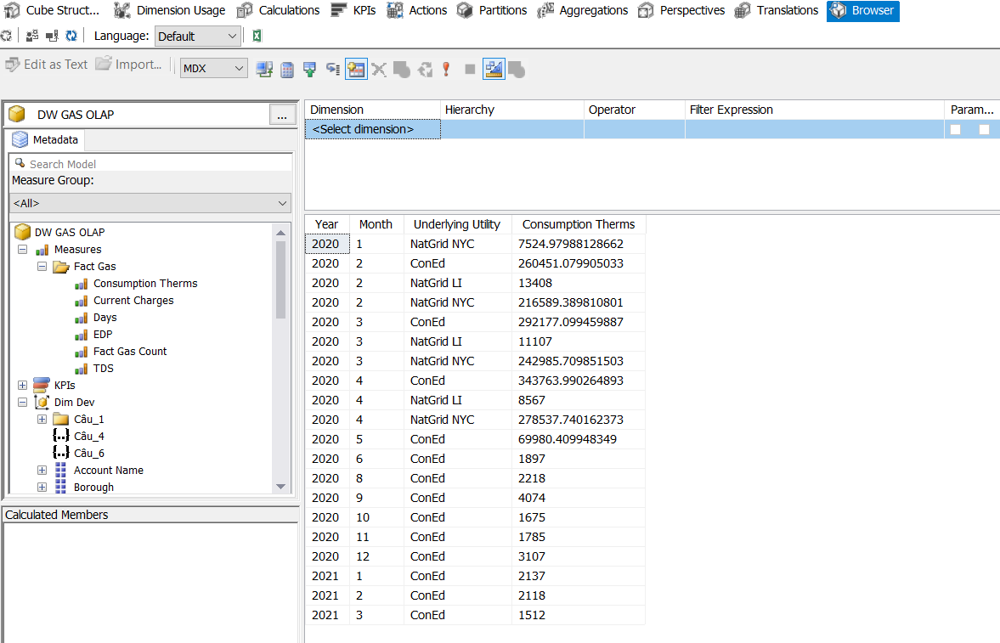 Cube Struct... Dimension Usage Calculations KPIs Actions Partitions Aggregations Perspectives Translations Browser
Language: Default
Edit as Text Import... MDX
DW GAS OLAP ...
Metadata
Search Model
Measure Group:
<All>
DW GAS OLAP
Measures
Fact Gas
Consumption Therms
Current Charges
Days
EDP
Fact Gas Count
TDS
KPIs
Dim Dev
Câu_1
Câu_4
Câu_6
Account Name
Borough
Calculated Members
Dimension Hierarchy Operator Filter Expression Param...
<Select dimension>
Year Month Underlying Utility Consumption Therms
2020 1 NatGrid NYC 7524.97988128662
2020 2 ConEd 260451.079905033
2020 2 NatGrid LI 13408
2020 2 NatGrid NYC 216589.389810801
2020 3 ConEd 292177.099459887
2020 3 NatGrid LI 11107
2020 3 NatGrid NYC 242985.709851503
2020 4 ConEd 343763.990264893
2020 4 NatGrid LI 8567
2020 4 NatGrid NYC 278537.740162373
2020 5 ConEd 69980.409948349
2020 6 ConEd 1897
2020 8 ConEd 2218
2020 9 ConEd 4074
2020 10 ConEd 1675
2020 11 ConEd 1785
2020 12 ConEd 3107
2021 1 ConEd 2137
2021 2 ConEd 2118
2021 3 ConEd 1512